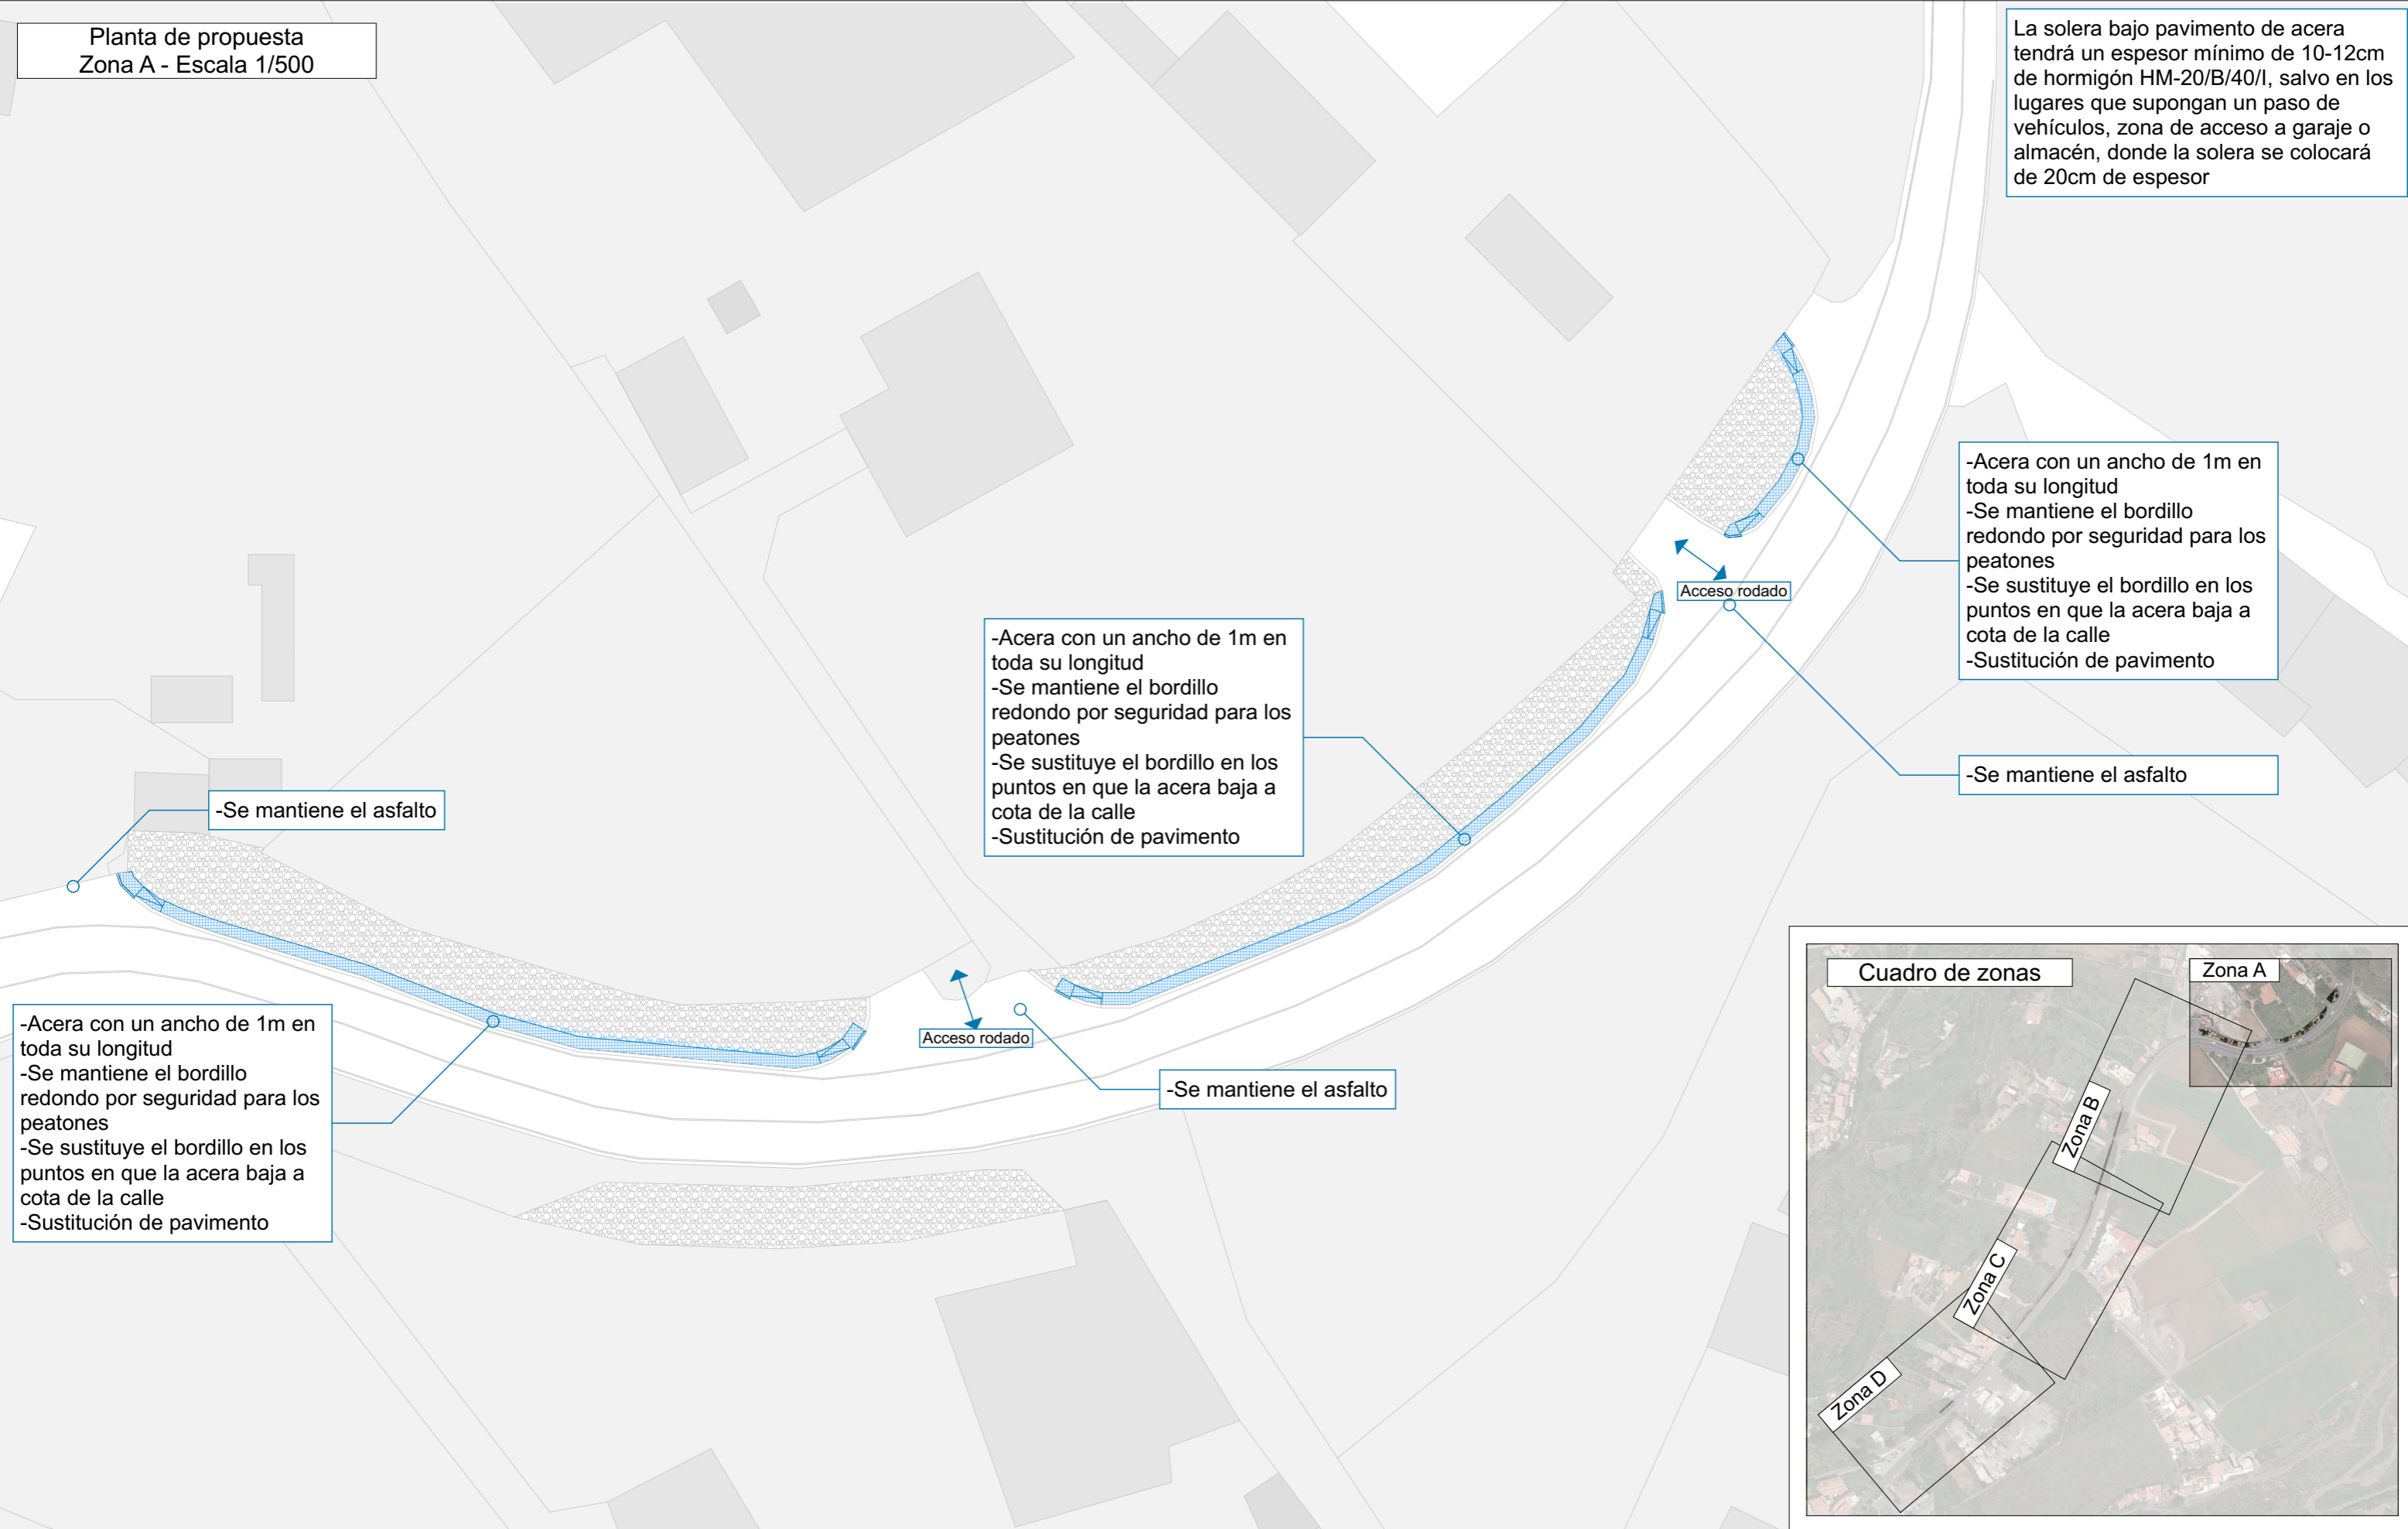 Planta de propuesta
Zona A - Escala 1/500
La solera bajo pavimento de acera
tendrá un espesor mínimo de 10-12cm
de hormigón HM-20/B/40/I, salvo en los
lugares que supongan un paso de
vehículos, zona de acceso a garaje o
almacén, donde la solera se colocará
de 20cm de espesor
-Acera con un ancho de 1m en
toda su longitud
-Se mantiene el bordillo
redondo por seguridad para los
peatones
-Se sustituye el bordillo en los
puntos en que la acera baja a
cota de la calle
-Sustitución de pavimento
Acceso rodado
-Acera con un ancho de 1m en
toda su longitud
-Se mantiene el bordillo
redondo por seguridad para los
peatones
-Se sustituye el bordillo en los
puntos en que la acera baja a
cota de la calle
-Sustitución de pavimento
-Se mantiene el asfalto
-Se mantiene el asfalto
-Acera con un ancho de 1m en
toda su longitud
-Se mantiene el bordillo
redondo por seguridad para los
peatones
-Se sustituye el bordillo en los
puntos en que la acera baja a
cota de la calle
-Sustitución de pavimento
Acceso rodado
-Se mantiene el asfalto
Cuadro de zonas
Zona A
Zona B
Zona C
Zona D